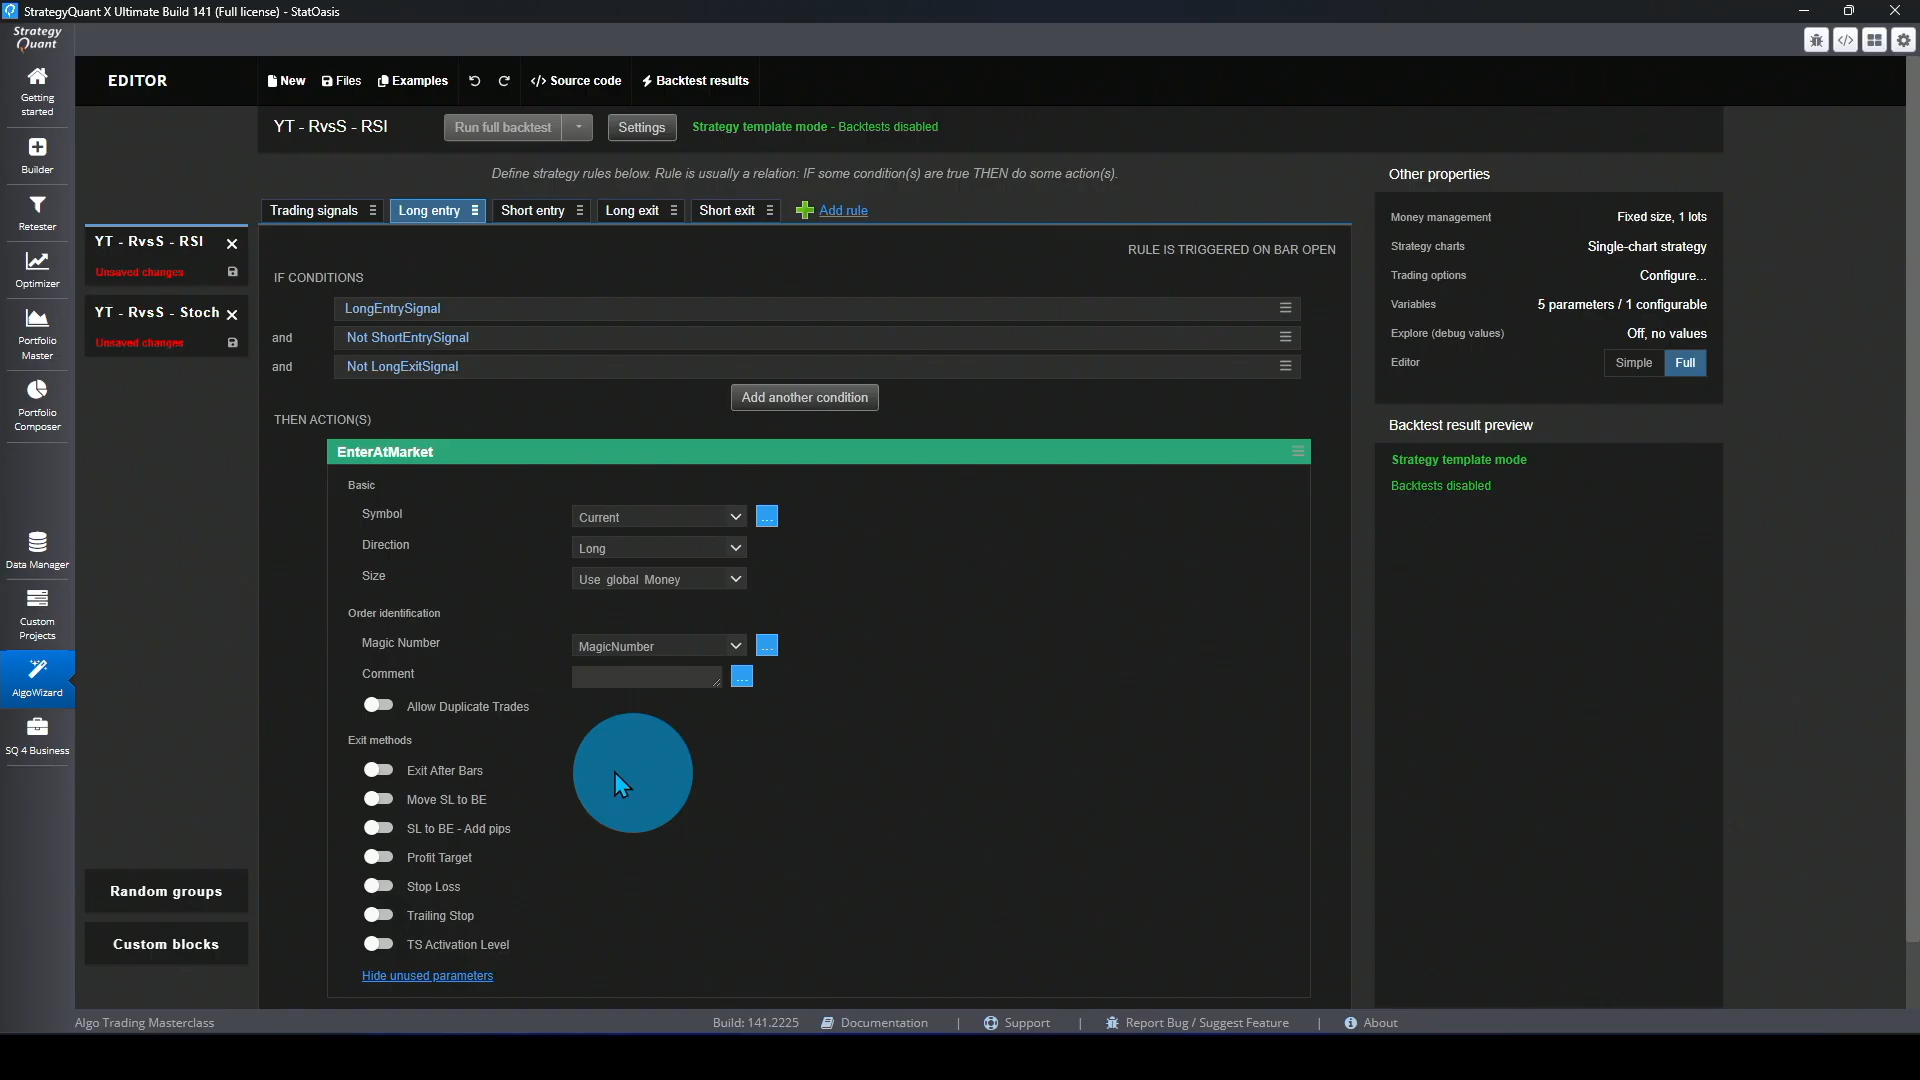 StrategyQuant X Ultimate Build 141 (Full license) - StatOasis
Strategy
Quant
Getting
started
Builder
Retester
Optimizer
Portfolio
Master
Portfolio
Composer
Data Manager
Custom
Projects
AlgoWizard
SQ 4 Business
EDITOR
New
Files
Examples
</> Source code
Backtest results
YT - RvsS - RSI
Run full backtest
Settings
Strategy template mode - Backtests disabled
Define strategy rules below. Rule is usually a relation: IF some condition(s) are true THEN do some action(s).
Trading signals
Long entry
Short entry
Long exit
Short exit
Add rule
YT - RvsS - RSI
Unsaved changes
YT - RvsS - Stoch
Unsaved changes
Random groups
Custom blocks
RULE IS TRIGGERED ON BAR OPEN
IF CONDITIONS
LongEntrySignal
and Not ShortEntrySignal
and Not LongExitSignal
Add another condition
THEN ACTION(S)
EnterAtMarket
Basic
Symbol Current ...
Direction Long
Size Use global Money
Order identification
Magic Number MagicNumber ...
Comment ...
Allow Duplicate Trades
Exit methods
Exit After Bars
Move SL to BE
SL to BE - Add pips
Profit Target
Stop Loss
Trailing Stop
TS Activation Level
Hide unused parameters
Other properties
Money management Fixed size, 1 lots
Strategy charts Single-chart strategy
Trading options Configure...
Variables 5 parameters / 1 configurable
Explore (debug values) Off, no values
Editor Simple Full
Backtest result preview
Strategy template mode
Backtests disabled
Algo Trading Masterclass
Build: 141.2225
Documentation | Support | Report Bug / Suggest Feature | About